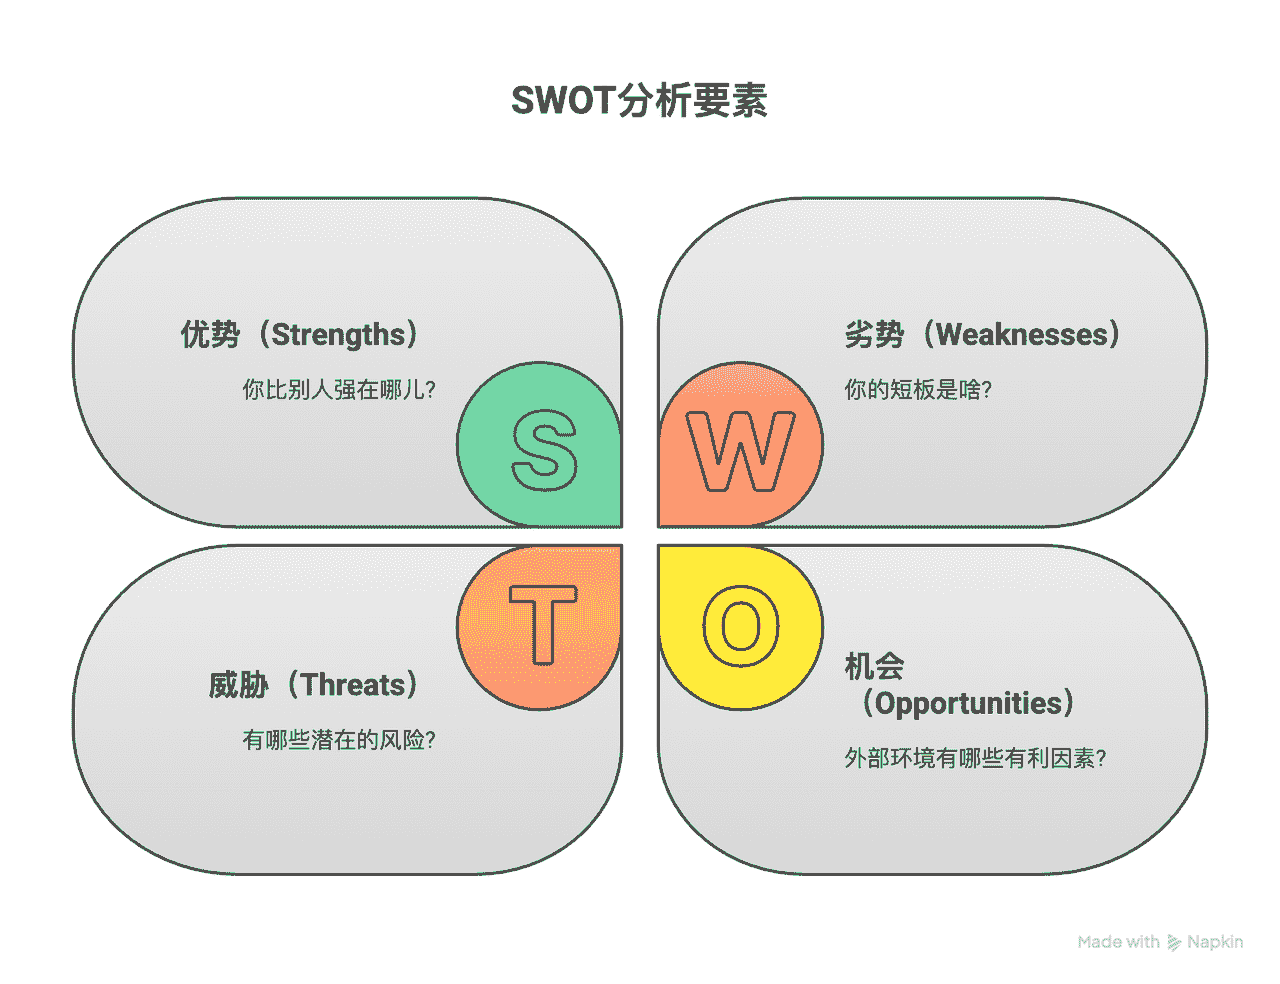 SWOT分析要素
优势（Strengths）
你比别人强在哪儿?
S
劣势（Weaknesses）
你的短板是啥?
W
威胁（Threats）
有哪些潜在的风险?
T
机会
（Opportunities）
外部环境有哪些有利因素?
O
Made with Napkin